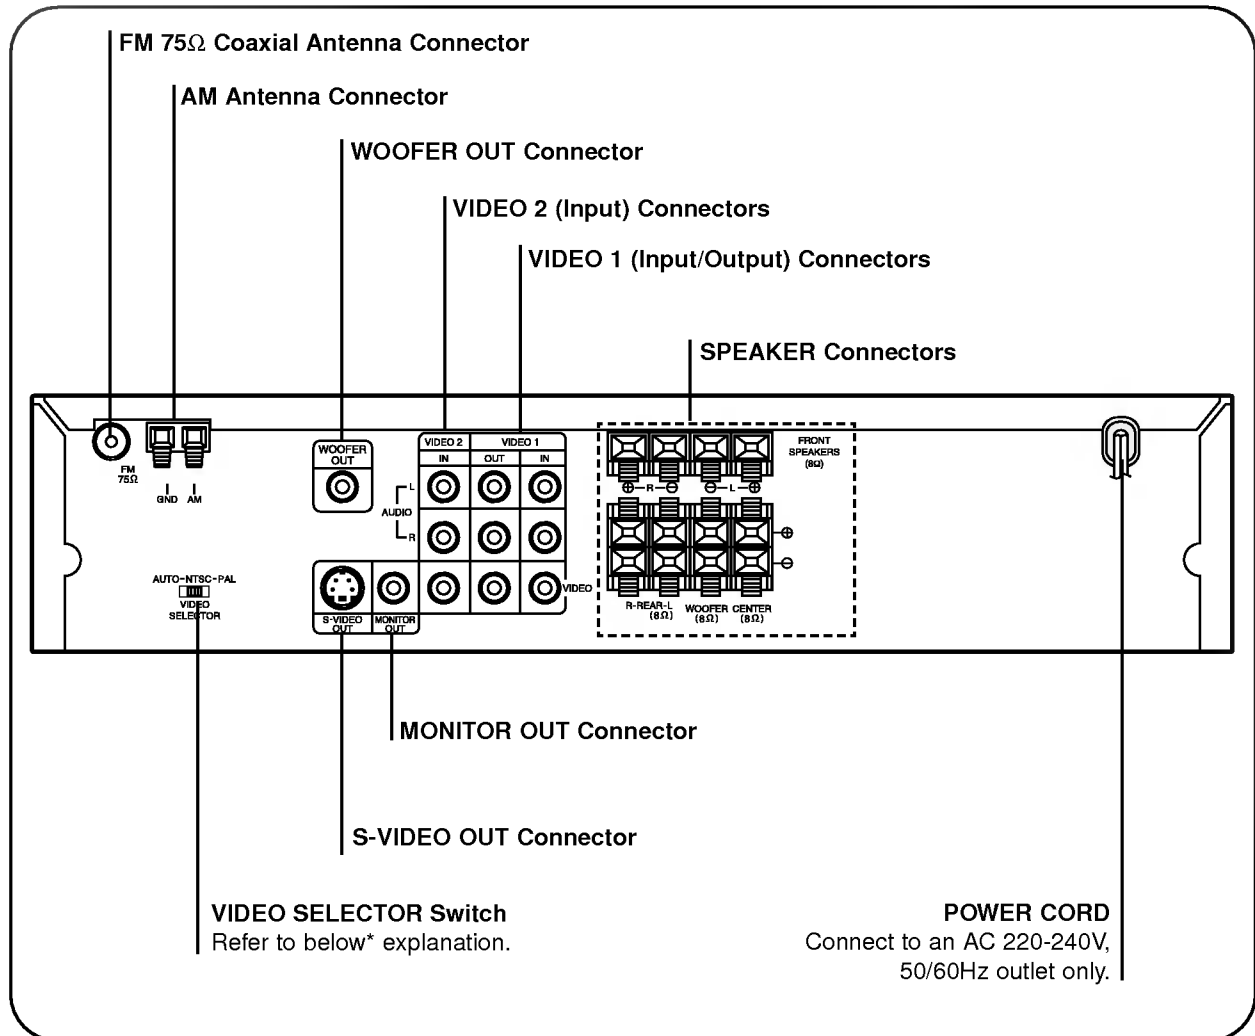 FM 75Ω Coaxial Antenna Connector
AM Antenna Connector
WOOFER OUT Connector
VIDEO 2 (Input) Connectors
VIDEO 1 (Input/Output) Connectors
SPEAKER Connectors
FM
75Ω
GND AM
WOOFER
OUT
VIDEO 2 VIDEO 1
IN OUT IN
L
AUDIO
R
VIDEO
FRONT
SPEAKERS
(8Ω)
⊕-R-⊖ ⊖-L-⊕
⊕
⊖
R-REAR-L
(8Ω)
WOOFER
(8Ω)
CENTER
(8Ω)
AUTO-NTSC-PAL
VIDEO
SELECTOR
S-VIDEO
OUT
MONITOR
OUT
MONITOR OUT Connector
S-VIDEO OUT Connector
VIDEO SELECTOR Switch
Refer to below* explanation.
POWER CORD
Connect to an AC 220-240V,
50/60Hz outlet only.